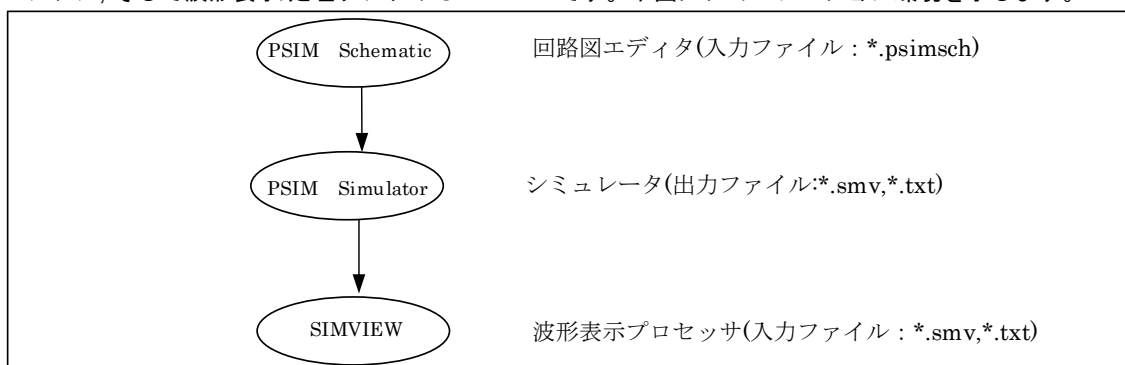 PSIM Schematic 回路図エディタ(入力ファイル：*.psimsch)
PSIM Simulator シミュレータ(出力ファイル:*.smv,*.txt)
SIMVIEW 波形表示プロセッサ(入力ファイル：*.smv,*.txt)